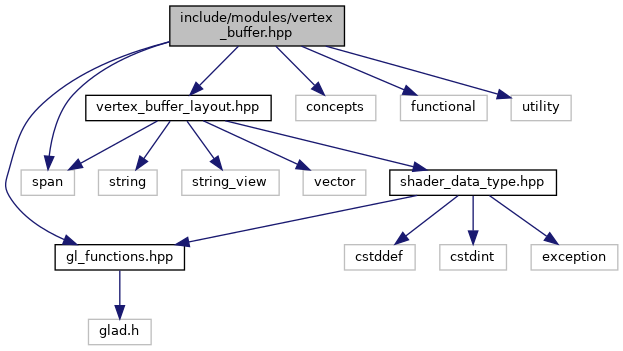 include/modules/vertex
_buffer.hpp
vertex_buffer_layout.hpp
concepts
functional
utility
span
string
string_view
vector
shader_data_type.hpp
gl_functions.hpp
cstddef
cstdint
exception
glad.h